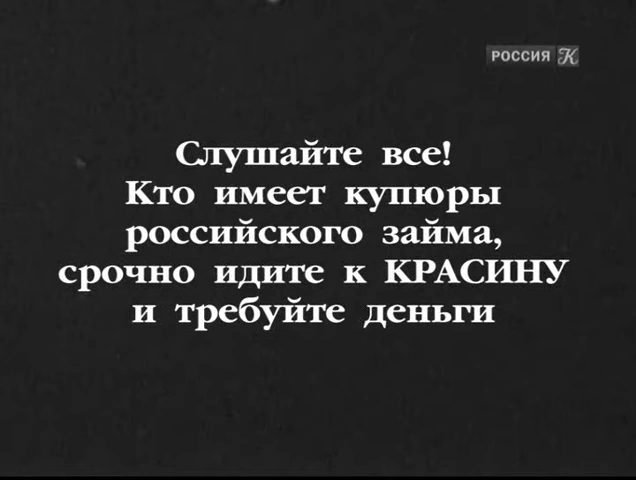 РОССИЯ К
Слушайте все!
Кто имеет купюры
российского займа,
срочно идите к КРАСИНУ
и требуйте деньги